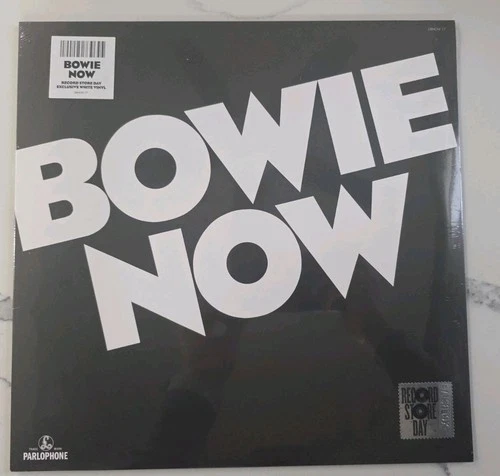 BOWIE
NOW
RECORD STORE DAY
EXCLUSIVE WHITE VINYL
BOWIE
NOW
RECORD
STORE
DAY
PARLOPHONE